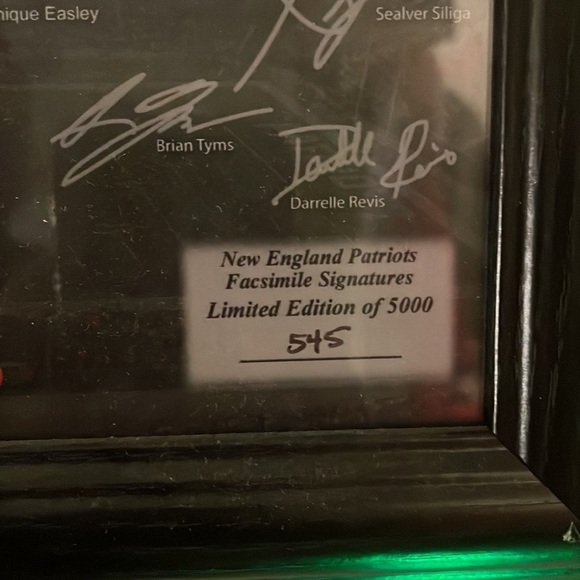 nique Easley
Sealver Siliga
Brian Tyms
Darrelle Revis
New England Patriots
Facsimile Signatures
Limited Edition of 5000
545